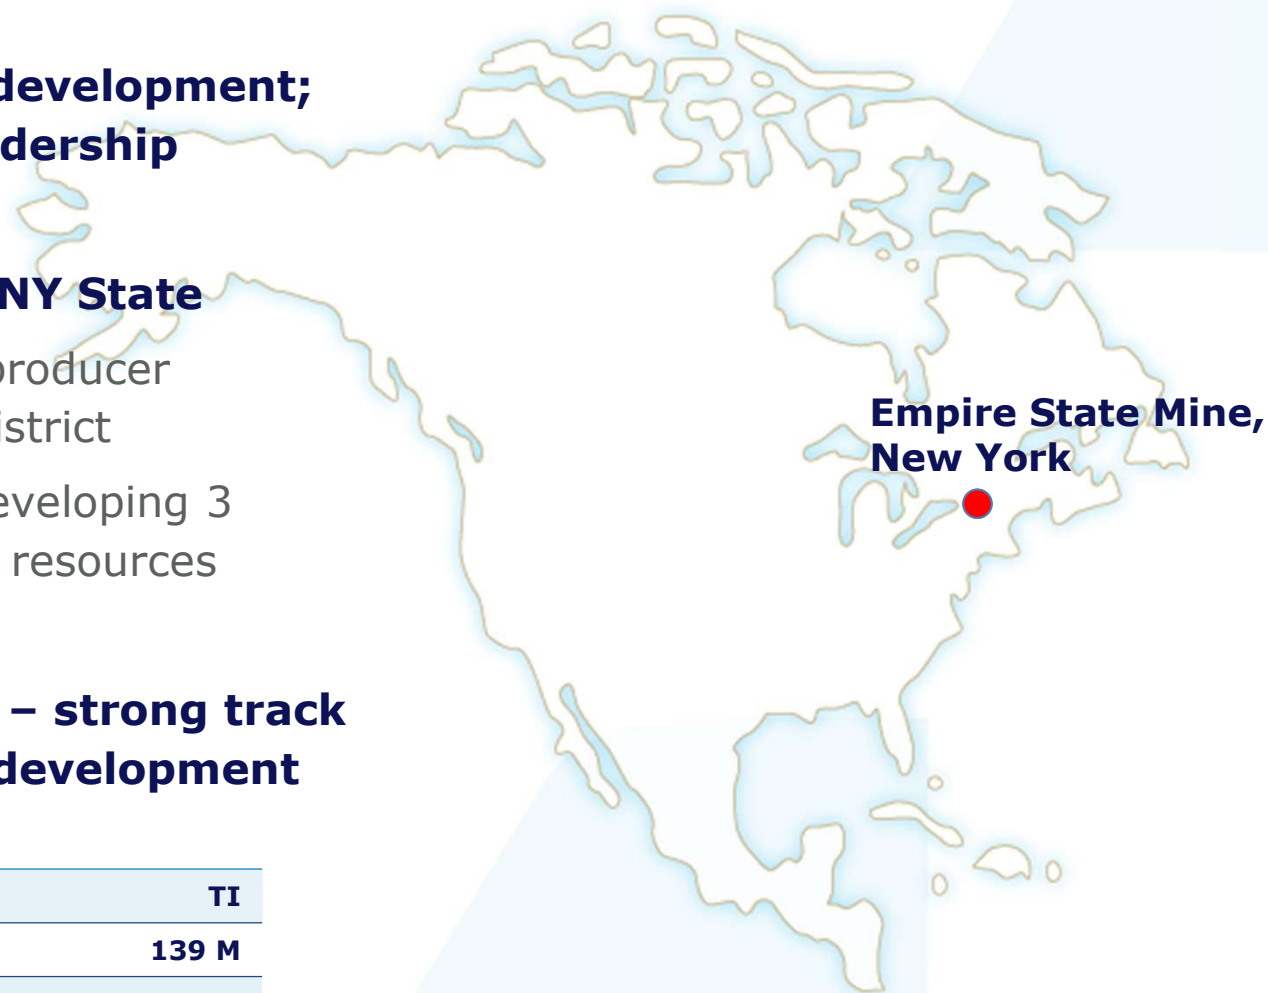 development;
dership
NY State
producer
istrict
eveloping 3
resources
– strong track
development
TI
139 M
Empire State Mine,
New York